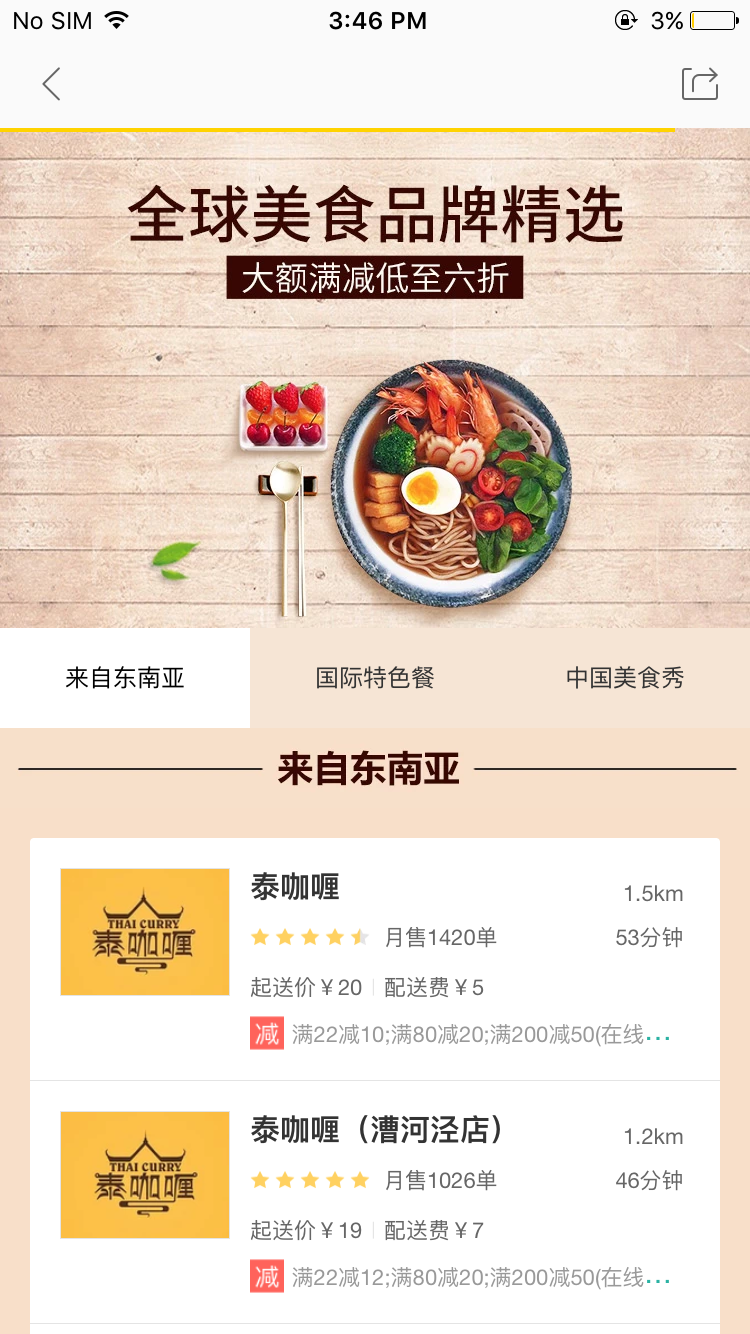 No SIM 3:46 PM 3%
全球美食品牌精选
大额满减低至六折
来自东南亚 国际特色餐 中国美食秀
来自东南亚
THAI CURRY
泰咖喱
泰咖喱 1.5km
月售1420单 53分钟
起送价￥20 配送费￥5
减 满22减10;满80减20;满200减50(在线...
THAI CURRY
泰咖喱
泰咖喱（漕河泾店） 1.2km
月售1026单 46分钟
起送价￥19 配送费￥7
减 满22减12;满80减20;满200减50(在线...